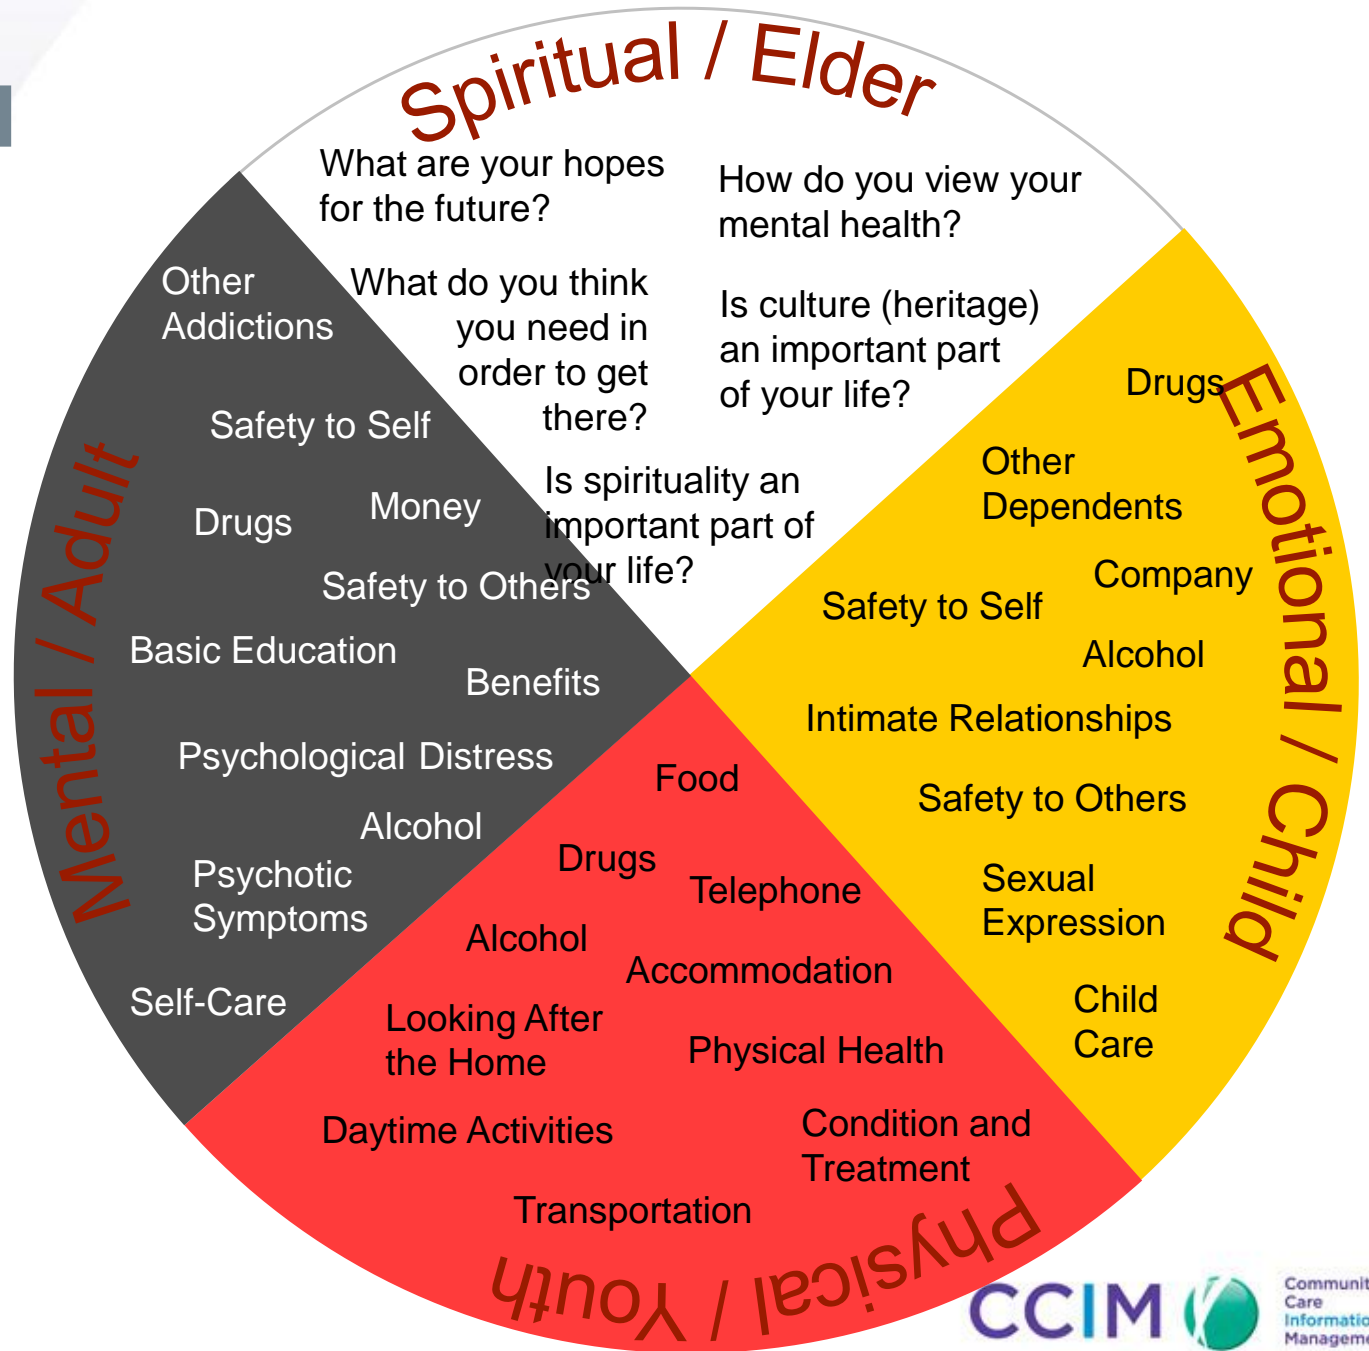 Spiritual / Elder
What are your hopes
for the future?
How do you view your
mental health?
What do you think
you need in
order to get
there?
Is culture (heritage)
an important part
of your life?
Is spirituality an
important part of
your life?
Emotional / Child
Drugs
Other
Dependents
Company
Safety to Self
Alcohol
Intimate Relationships
Safety to Others
Sexual
Expression
Child
Care
Physical / Youth
Food
Drugs
Telephone
Alcohol
Accommodation
Looking After
the Home
Physical Health
Daytime Activities
Condition and
Treatment
Transportation
Mental / Adult
Other
Addictions
Safety to Self
Money
Drugs
Safety to Others
Basic Education
Benefits
Psychological Distress
Alcohol
Psychotic
Symptoms
Self-Care
CCIM
Communit
Care
Informatio
Manageme